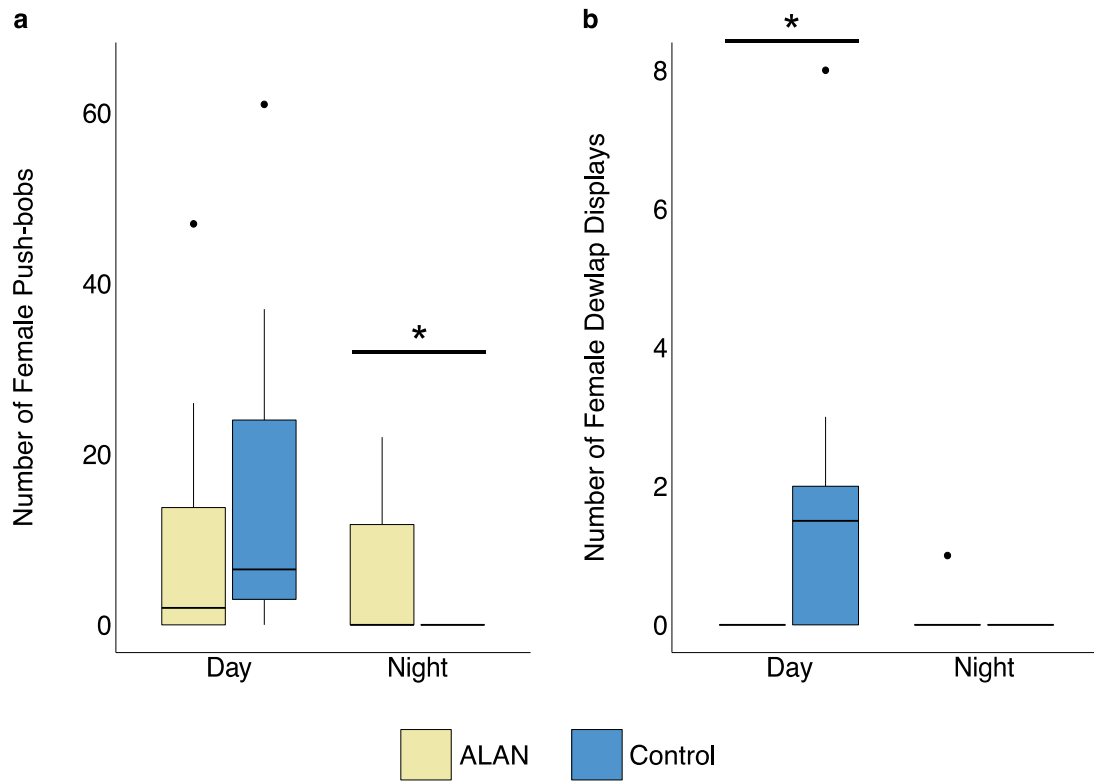 a
Number of Female Push-bobs
60
40
20
0
*
Day
Night
b
Number of Female Dewlap Displays
8
6
4
2
0
*
Day
Night
ALAN
Control